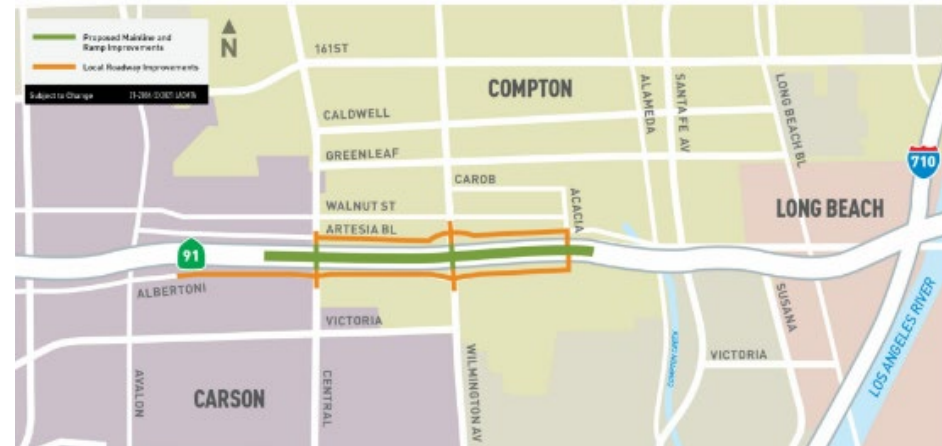 Proposed Mainline and
Ramp Improvements
Local Roadway Improvements
Subject to Change
N
161ST
COMPTON
CALDWELL
GREENLEAF
CAROB
WALNUT ST
ARTESIA BL
ACACIA
ALAMEDA
SANTA FE AV
LONG BEACH BL
710
LONG BEACH
91
ALBERTONI
VICTORIA
AVALON
CARSON
CENTRAL
WILMINGTON AV
VICTORIA
SUSANA
LOS ANGELES RIVER